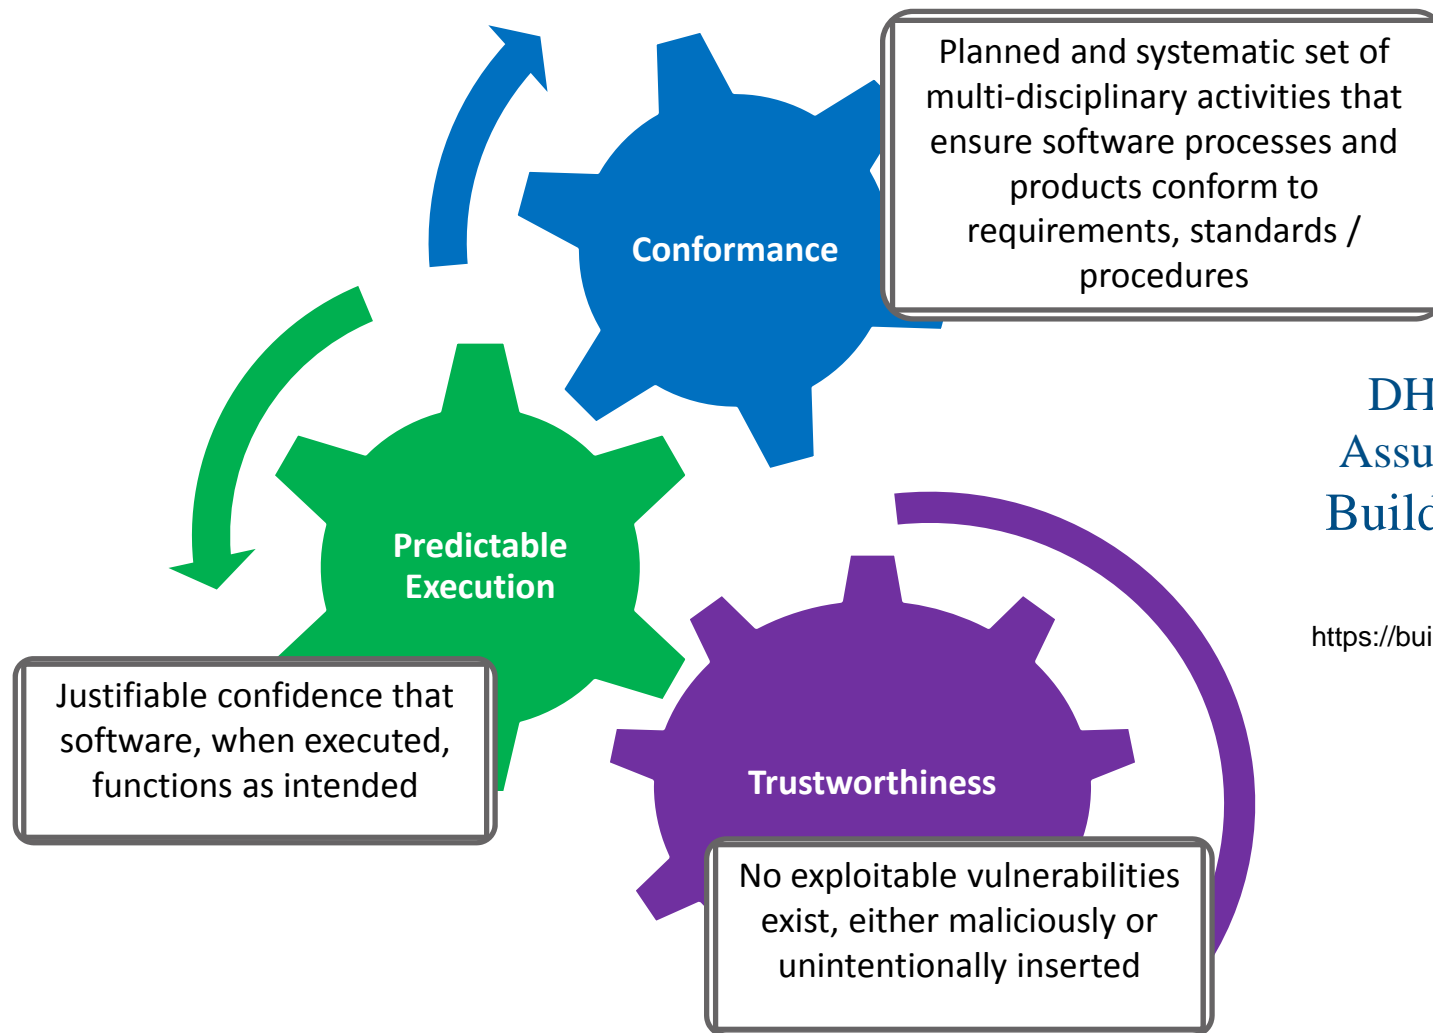 Planned and systematic set of
multi-disciplinary activities that
ensure software processes and
products conform to
requirements, standards /
procedures
Conformance
DH
Assu
Build
https://bui
Predictable
Execution
Justifiable confidence that
software, when executed,
functions as intended
Trustworthiness
No exploitable vulnerabilities
exist, either maliciously or
unintentionally inserted